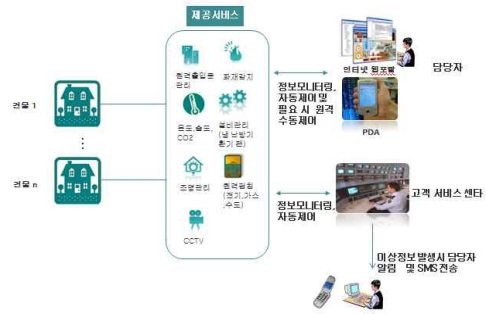 제공서비스
원격출입문
관리
화재감지
온도,습도,
CO2
설비관리
(냉난방기
환기 팬)
조명관리
원격검침
(전기,가스
,수도)
CCTV
건물 1
건물 n
정보모니터링,
자동제어 및
필요 시 원격
수동제어
인터넷 웹포탈
PDA
담당자
정보모니터링,
자동제어
고객 서비스 센타
이상정보 발생시 담당자
알림 및 SMS 전송